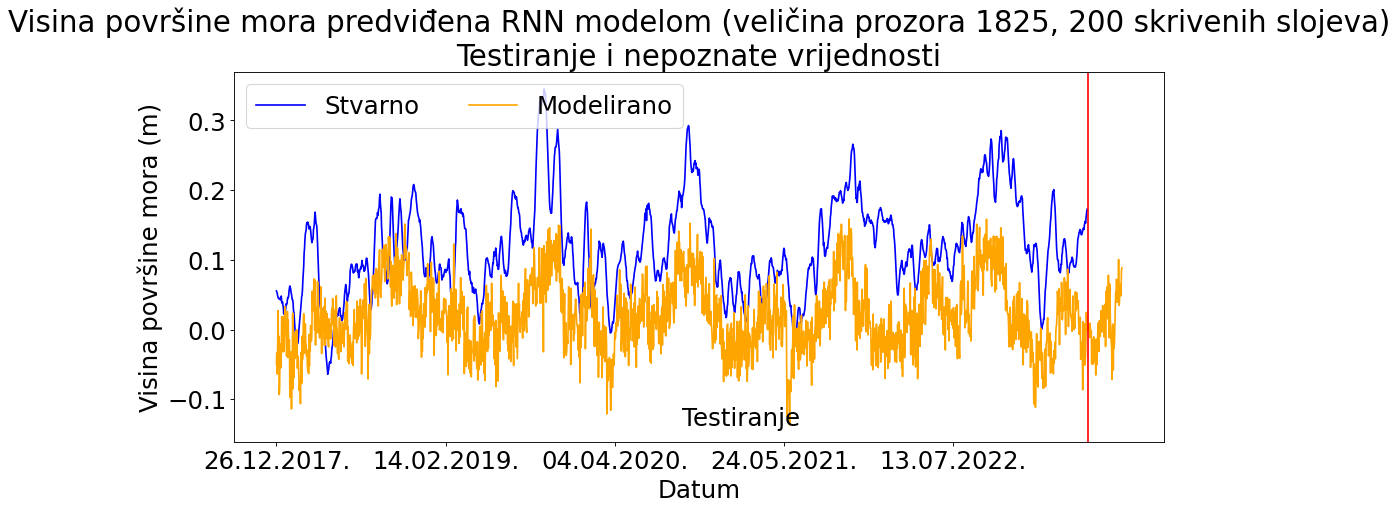 Visina površine mora predviđena RNN modelom (veličina prozora 1825, 200 skrivenih slojeva)
Testiranje i nepoznate vrijednosti
Stvarno
Modelirano
Visina površine mora (m)
0.3
0.2
0.1
0.0
−0.1
Testiranje
26.12.2017.
14.02.2019.
04.04.2020.
24.05.2021.
13.07.2022.
Datum